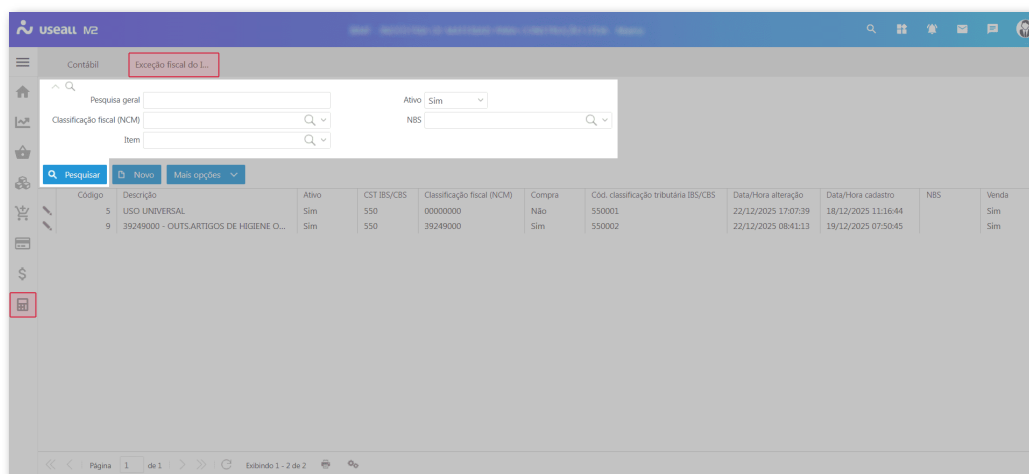 useall M2
Contábil Exceção fiscal do I...
Pesquisa geral Ativo Sim
Classificação fiscal (NCM) NBS
Item
Pesquisar Novo Mais opções
Código Descrição Ativo CST IBS/CBS Classificação fiscal (NCM) Compra Cód. classificação tributária IBS/CBS Data/Hora alteração Data/Hora cadastro NBS Venda
5 USO UNIVERSAL Sim 550 00000000 Não 550001 22/12/2025 17:07:39 18/12/2025 11:16:44 Sim
9 39249000 - OUTS.ARTIGOS DE HIGIENE O... Sim 550 39249000 Sim 550002 22/12/2025 08:41:13 19/12/2025 07:50:45 Sim
Página 1 de 1 Exibindo 1 - 2 de 2